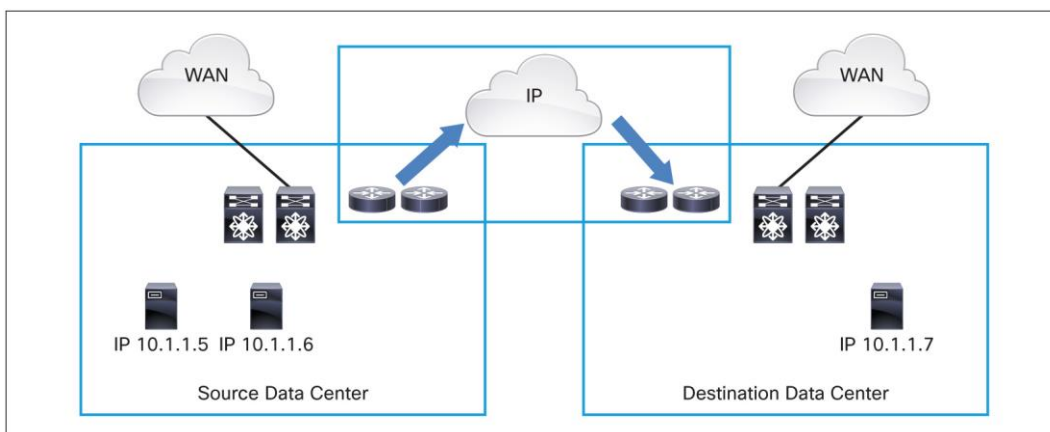 WAN
IP
WAN
IP 10.1.1.5
IP 10.1.1.6
IP 10.1.1.7
Source Data Center
Destination Data Center